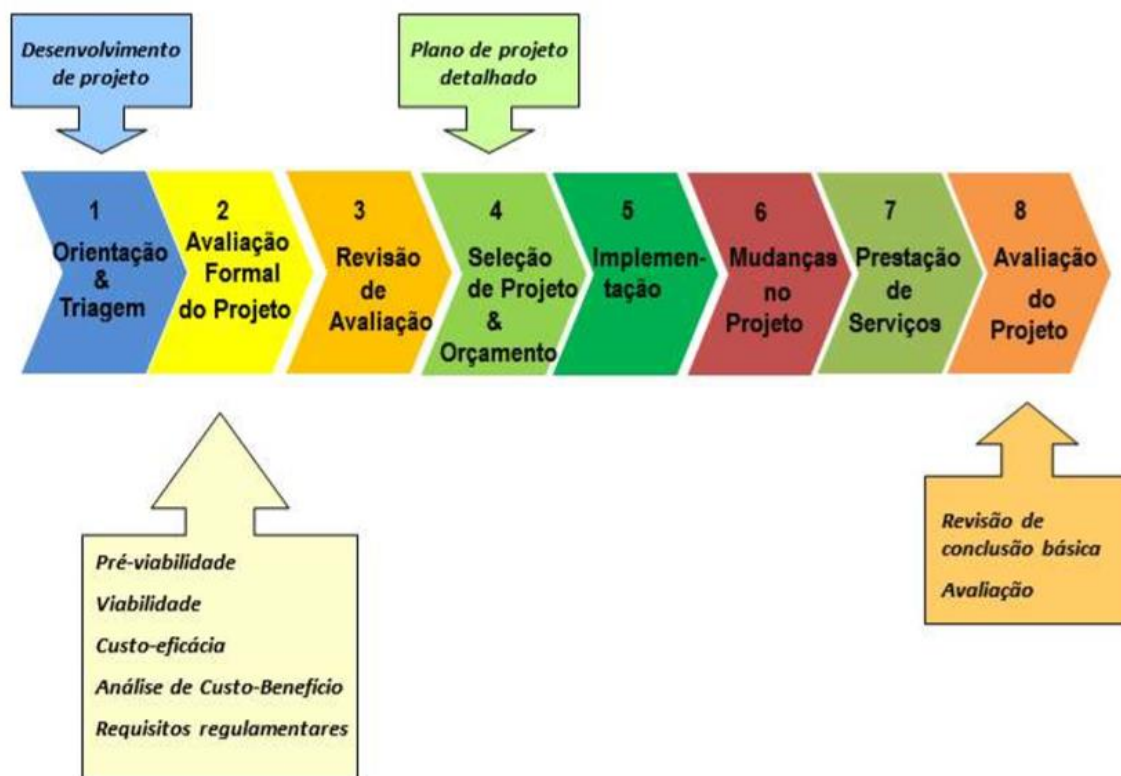 Desenvolvimento
de projeto
Plano de projeto
detalhado
1
Orientação
&
Triagem
2
Avaliação
Formal
do Projeto
3
Revisão
de
Avaliação
4
Seleção
de Projeto
&
Orçamento
5
Implemen-
tação
6
Mudanças
no
Projeto
7
Prestação
de
Serviços
8
Avaliação
do
Projeto
Pré-viabilidade
Viabilidade
Custo-eficácia
Análise de Custo-Benefício
Requisitos regulamentares
Revisão de
conclusão básica
Avaliação